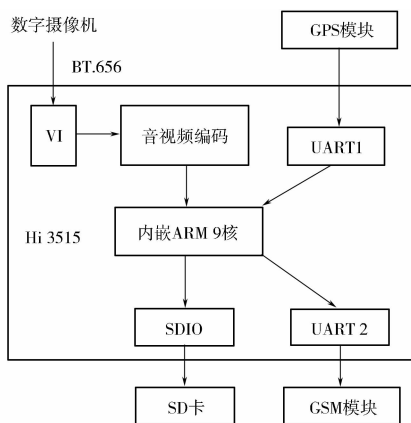 数字摄像机
GPS模块
BT.656
VI
音视频编码
UART1
内嵌ARM 9核
Hi 3515
SDIO
UART 2
SD卡
GSM模块